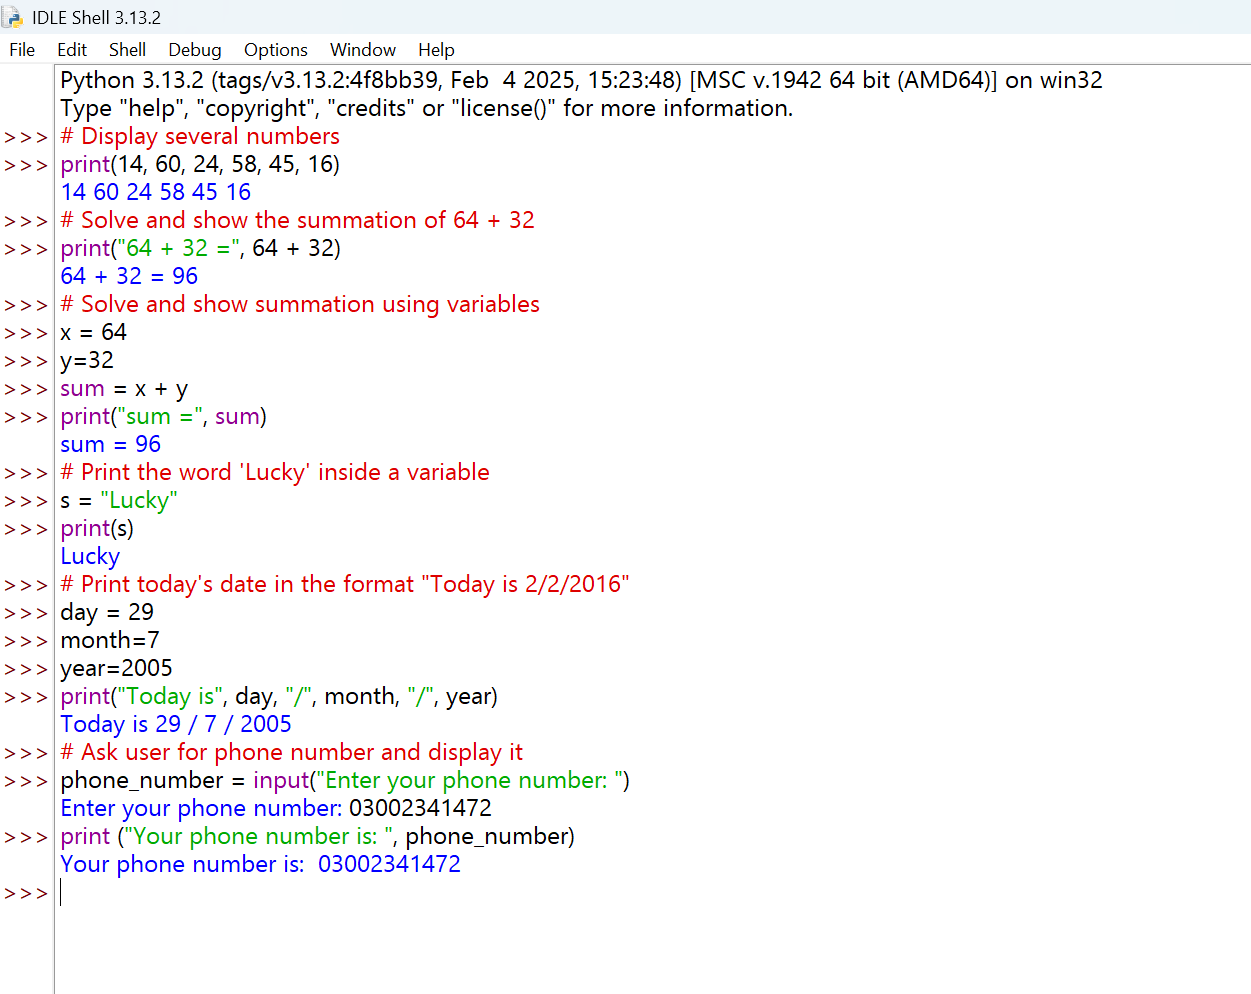 IDLE Shell 3.13.2
File Edit Shell Debug Options Window Help
Python 3.13.2 (tags/v3.13.2:4f8bb39, Feb  4 2025, 15:23:48) [MSC v.1942 64 bit (AMD64)] on win32
Type "help", "copyright", "credits" or "license()" for more information.
>>> # Display several numbers
>>> print(14, 60, 24, 58, 45, 16)
14 60 24 58 45 16
>>> # Solve and show the summation of 64 + 32
>>> print("64 + 32 =", 64 + 32)
64 + 32 = 96
>>> # Solve and show summation using variables
>>> x = 64
>>> y=32
>>> sum = x + y
>>> print("sum =", sum)
sum = 96
>>> # Print the word 'Lucky' inside a variable
>>> s = "Lucky"
>>> print(s)
Lucky
>>> # Print today's date in the format "Today is 2/2/2016"
>>> day = 29
>>> month=7
>>> year=2005
>>> print("Today is", day, "/", month, "/", year)
Today is 29 / 7 / 2005
>>> # Ask user for phone number and display it
>>> phone_number = input("Enter your phone number: ")
Enter your phone number: 03002341472
>>> print ("Your phone number is: ", phone_number)
Your phone number is:  03002341472
>>>